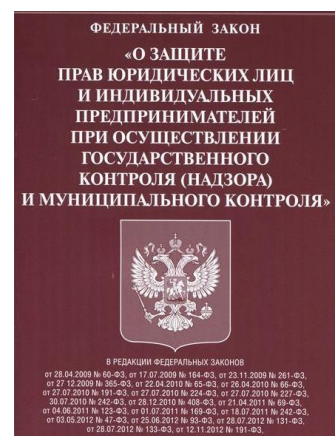 ФЕДЕРАЛЬНЫЙ ЗАКОН
«О ЗАЩИТЕ
ПРАВ ЮРИДИЧЕСКИХ ЛИЦ
И ИНДИВИДУАЛЬНЫХ
ПРЕДПРИНИМАТЕЛЕЙ
ПРИ ОСУЩЕСТВЛЕНИИ
ГОСУДАРСТВЕННОГО
КОНТРОЛЯ (НАДЗОРА)
И МУНИЦИПАЛЬНОГО КОНТРОЛЯ»
В РЕДАКЦИИ ФЕДЕРАЛЬНЫХ ЗАКОНОВ
от 28.04.2009 № 60-ФЗ, от 17.07.2009 № 164-ФЗ, от 23.11.2009 № 261-ФЗ,
от 27.12.2009 № 365-ФЗ, от 22.04.2010 № 65-ФЗ, от 26.04.2010 № 66-ФЗ,
от 27.07.2010 № 191-ФЗ, от 27.07.2010 № 224-ФЗ, от 27.07.2010 № 227-ФЗ,
30.07.2010 № 242-ФЗ, от 28.12.2010 № 408-ФЗ, от 21.04.2011 № 69-ФЗ,
от 04.06.2011 № 123-ФЗ, от 01.07.2011 № 169-ФЗ, от 18.07.2011 № 242-ФЗ,
от 03.05.2012 № 47-ФЗ, от 25.06.2012 № 93-ФЗ, от 28.07.2012 № 131-ФЗ,
от 28.07.2012 № 133-ФЗ, от 12.11.2012 № 191-ФЗ,